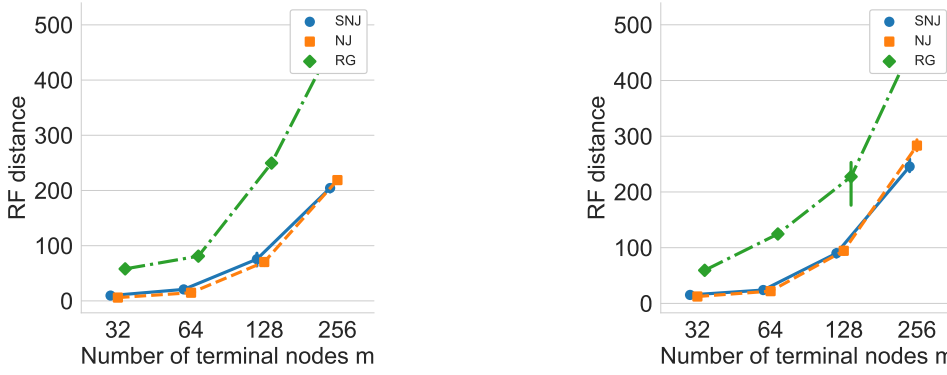 500
400
300
200
100
0
RF distance
SNJ
NJ
RG
32 64 128 256
Number of terminal nodes m
500
400
300
200
100
0
RF distance
SNJ
NJ
RG
32 64 128 256
Number of terminal nodes m